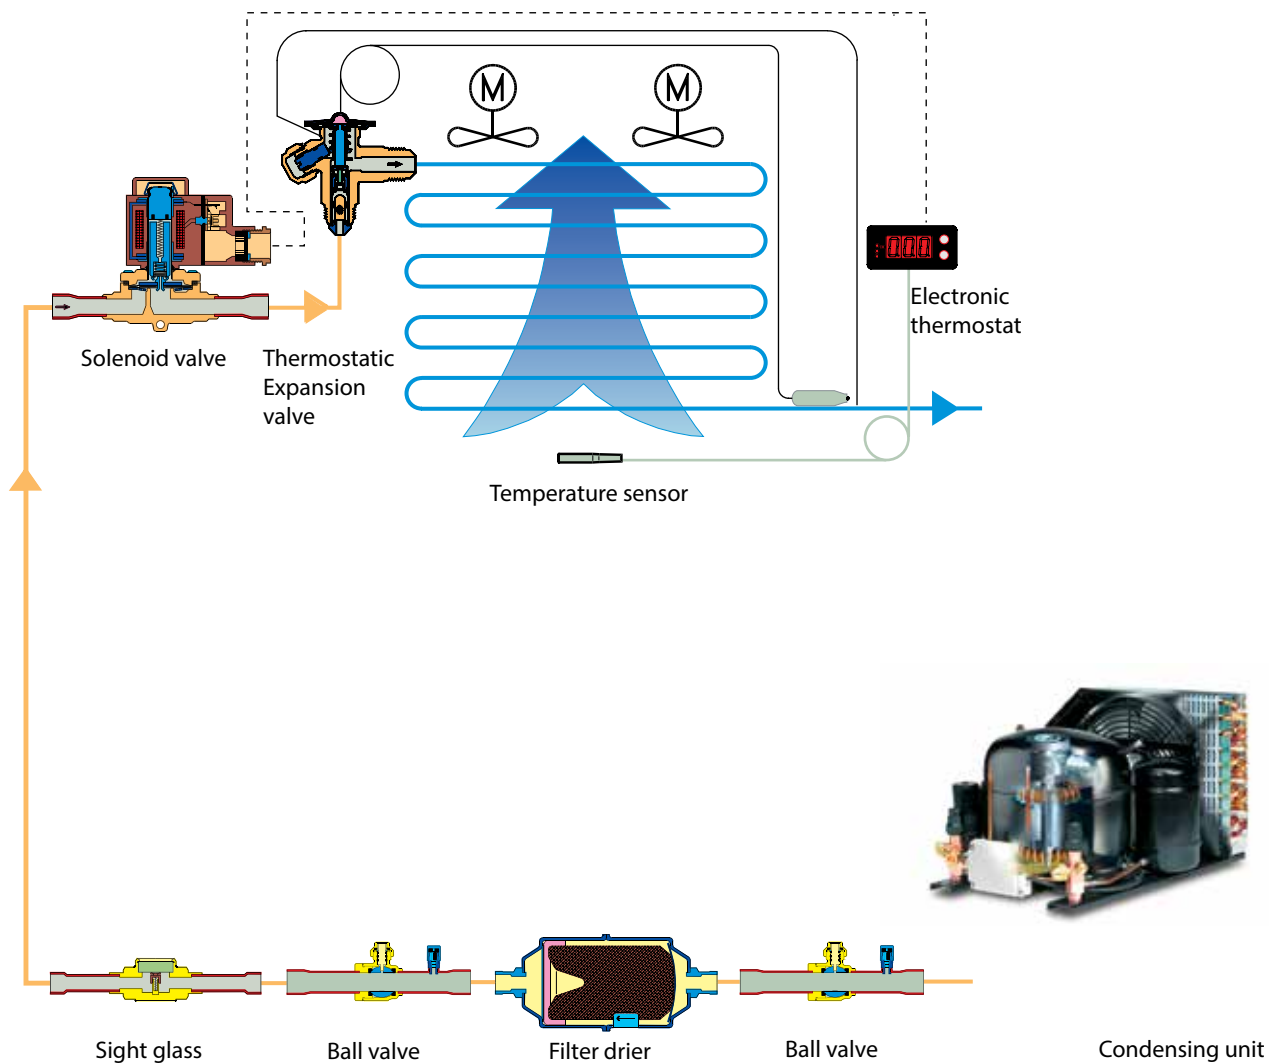 M
M
000
Electronic
thermostat
Solenoid valve
Thermostatic
Expansion
valve
Temperature sensor
Sight glass
Ball valve
Filter drier
Ball valve
Condensing unit